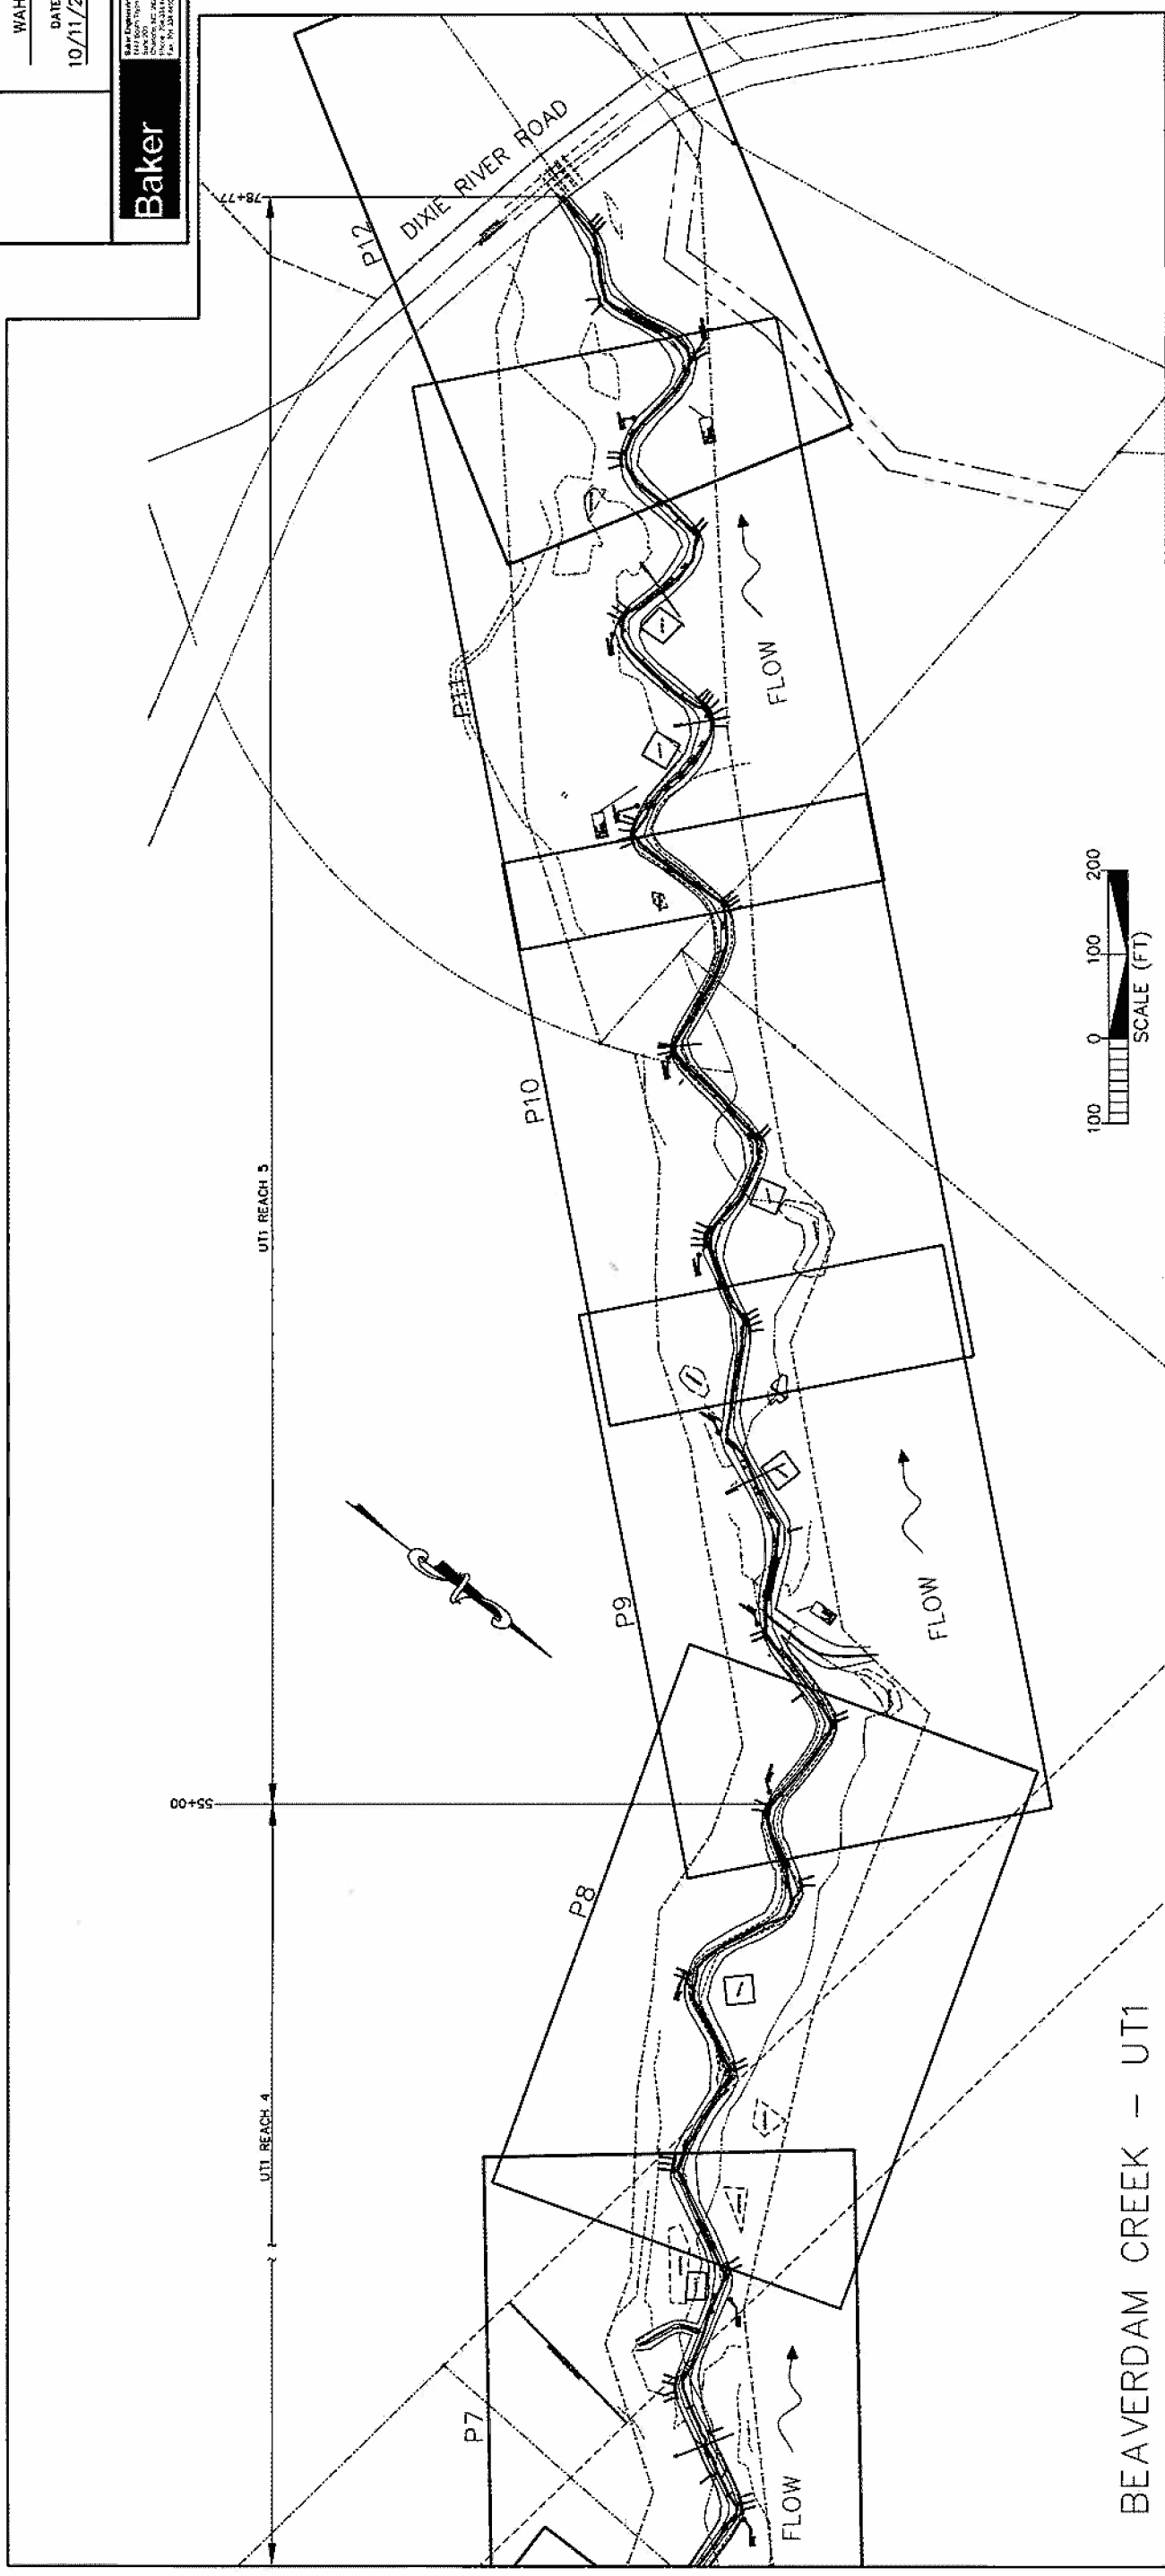 WAH
DATE
10/11/2
Baker
78+77
DIXIE RIVER ROAD
P12
P11
FLOW
UT1 REACH 5
P10
100 0 100 200
SCALE (FT)
P9
FLOW
55+00
P8
UT1 REACH 4
P7
FLOW
BEAVERDAM CREEK – UT1